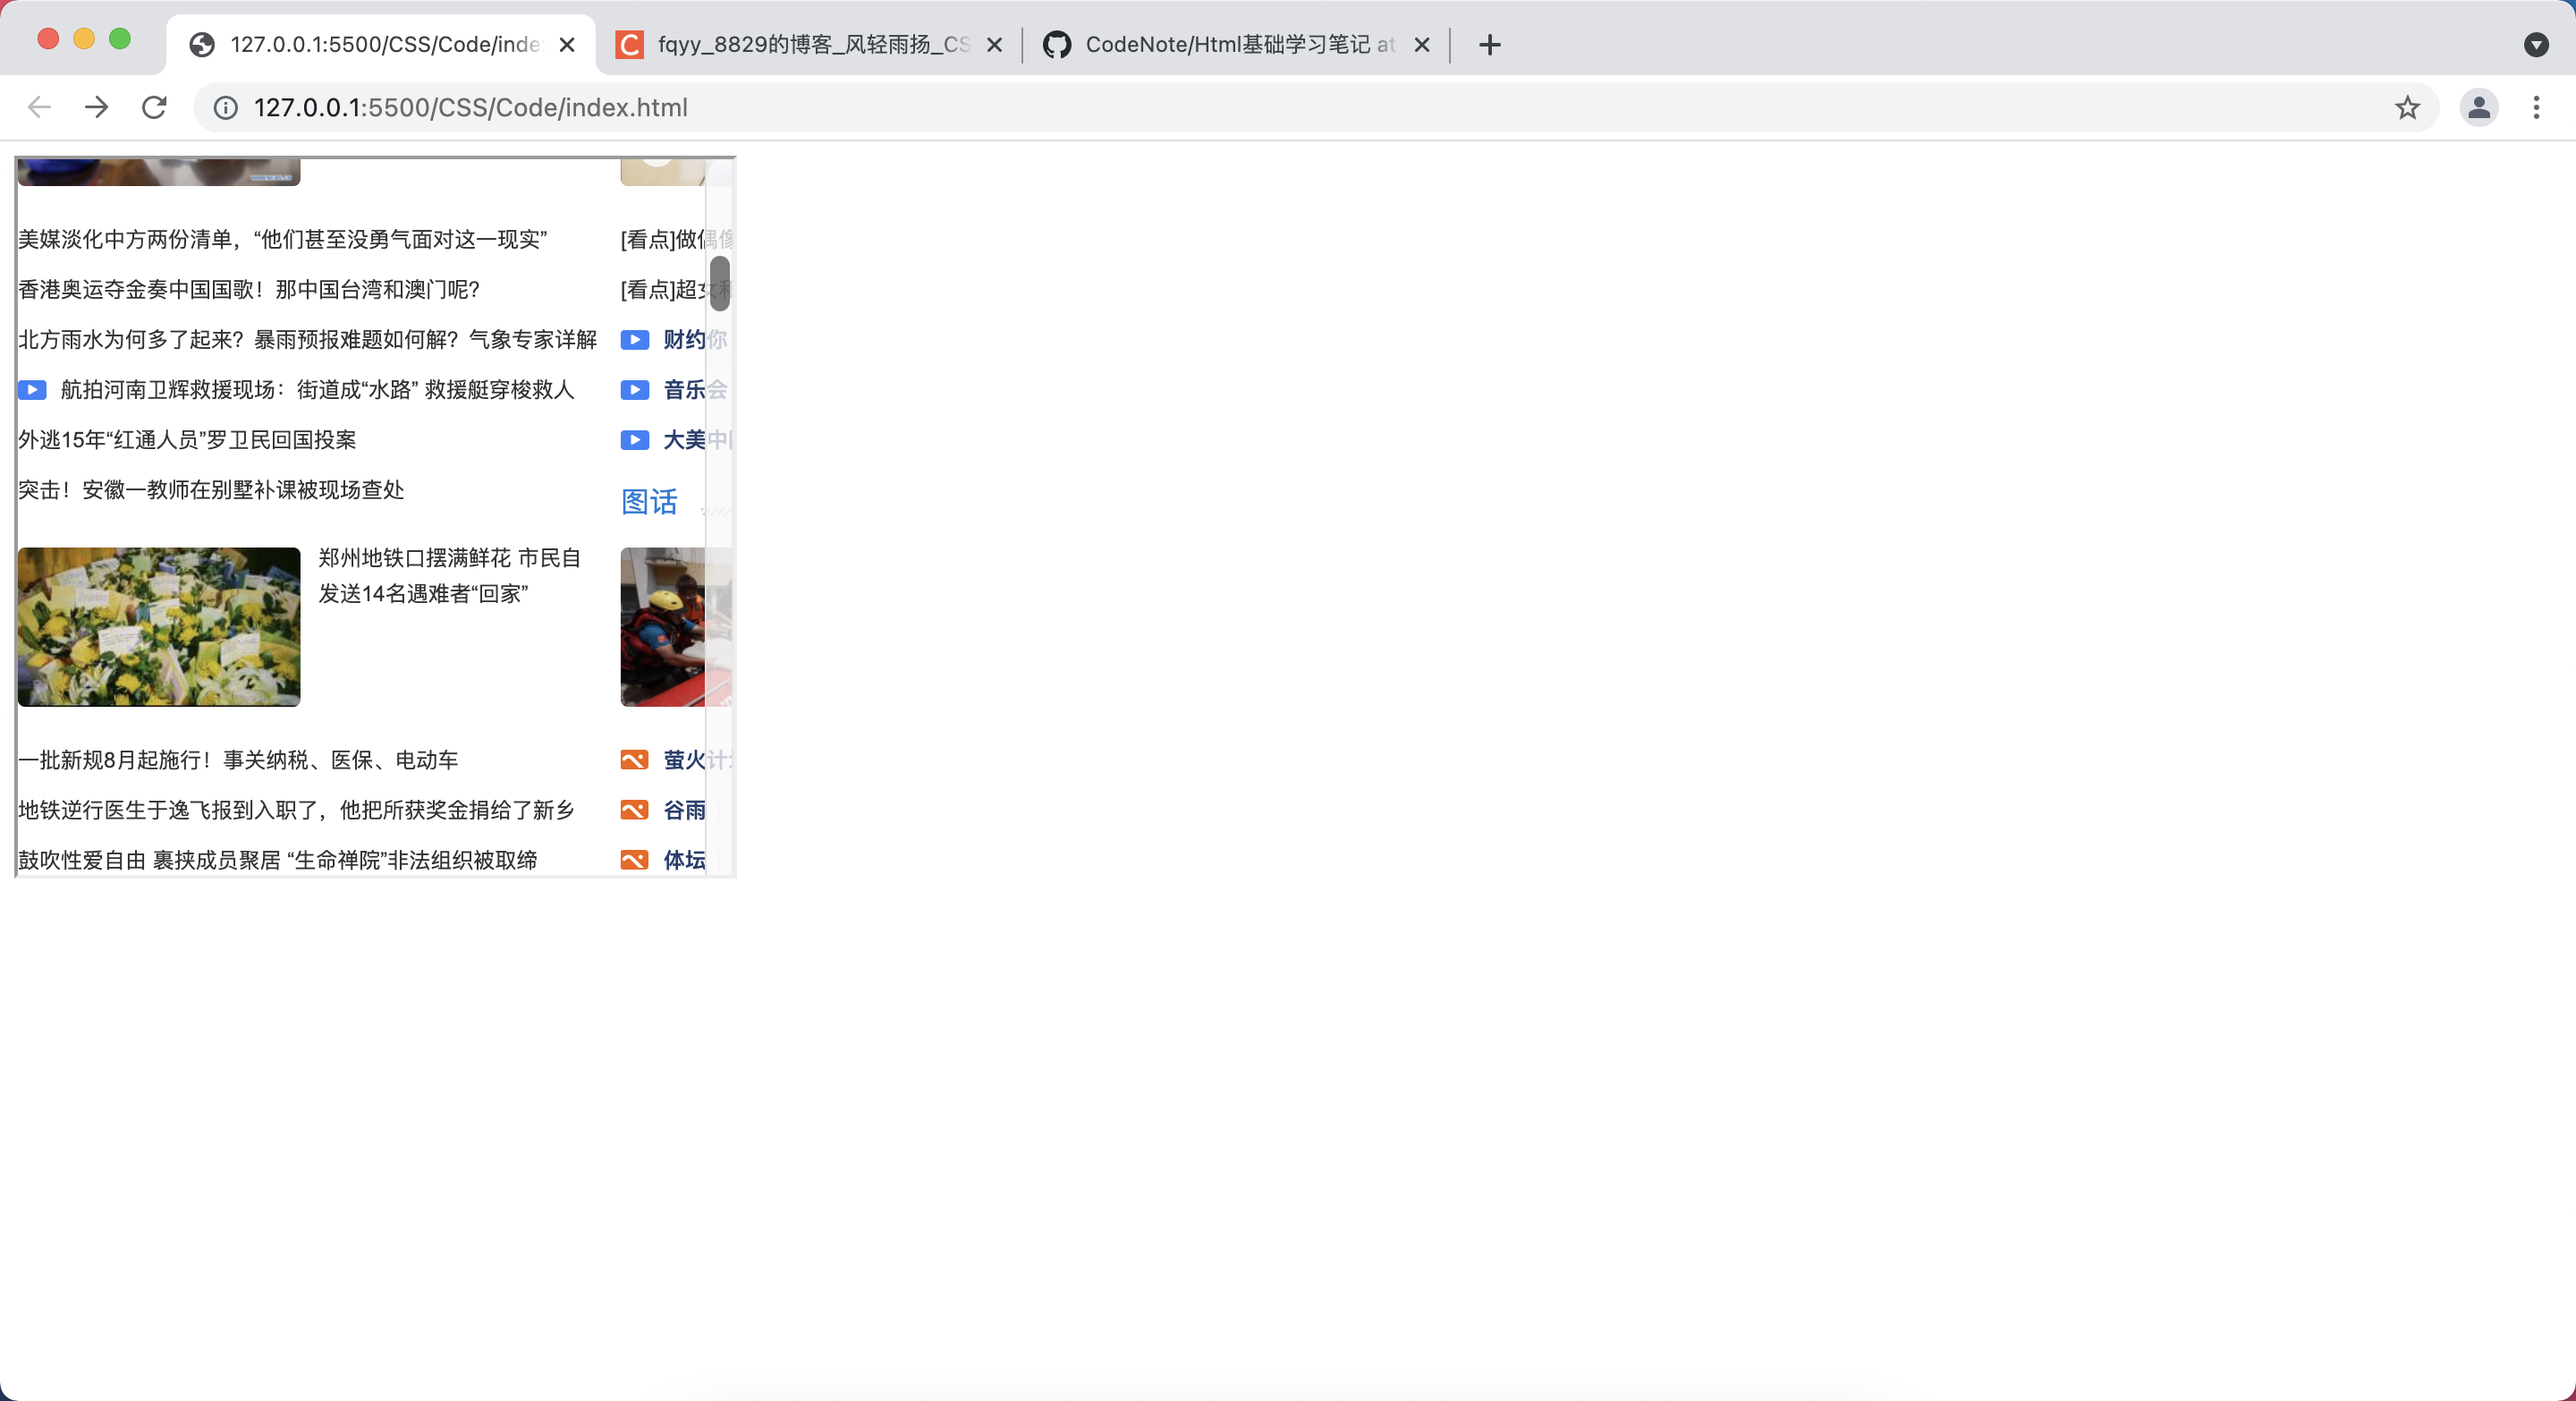 127.0.0.1:5500/CSS/Code/inde
fqyy_8829的博客_风轻雨扬_CS
CodeNote/Html基础学习笔记 at
127.0.0.1:5500/CSS/Code/index.html
美媒淡化中方两份清单，“他们甚至没勇气面对这一现实”
香港奥运夺金奏中国国歌！那中国台湾和澳门呢？
北方雨水为何多了起来？暴雨预报难题如何解？气象专家详解
航拍河南卫辉救援现场：街道成“水路” 救援艇穿梭救人
外逃15年“红通人员”罗卫民回国投案
突击！安徽一教师在别墅补课被现场查处
郑州地铁口摆满鲜花 市民自
发送14名遇难者“回家”
一批新规8月起施行！事关纳税、医保、电动车
地铁逆行医生于逸飞报到入职了，他把所获奖金捐给了新乡
鼓吹性爱自由 裹挟成员聚居 “生命禅院”非法组织被取缔
[看点]做偶像
[看点]超女和
财约你
音乐会
大美中
图话
萤火计
谷雨
体坛